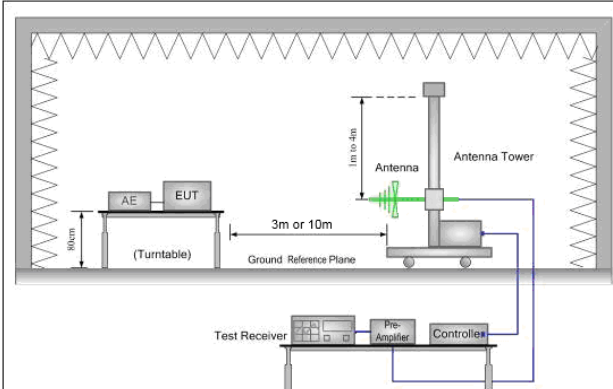 1m to 4m
Antenna
Antenna Tower
AE
EUT
80cm
(Turntable)
3m or 10m
Ground Reference Plane
Test Receiver
Pre-
Amplifier
Controlle